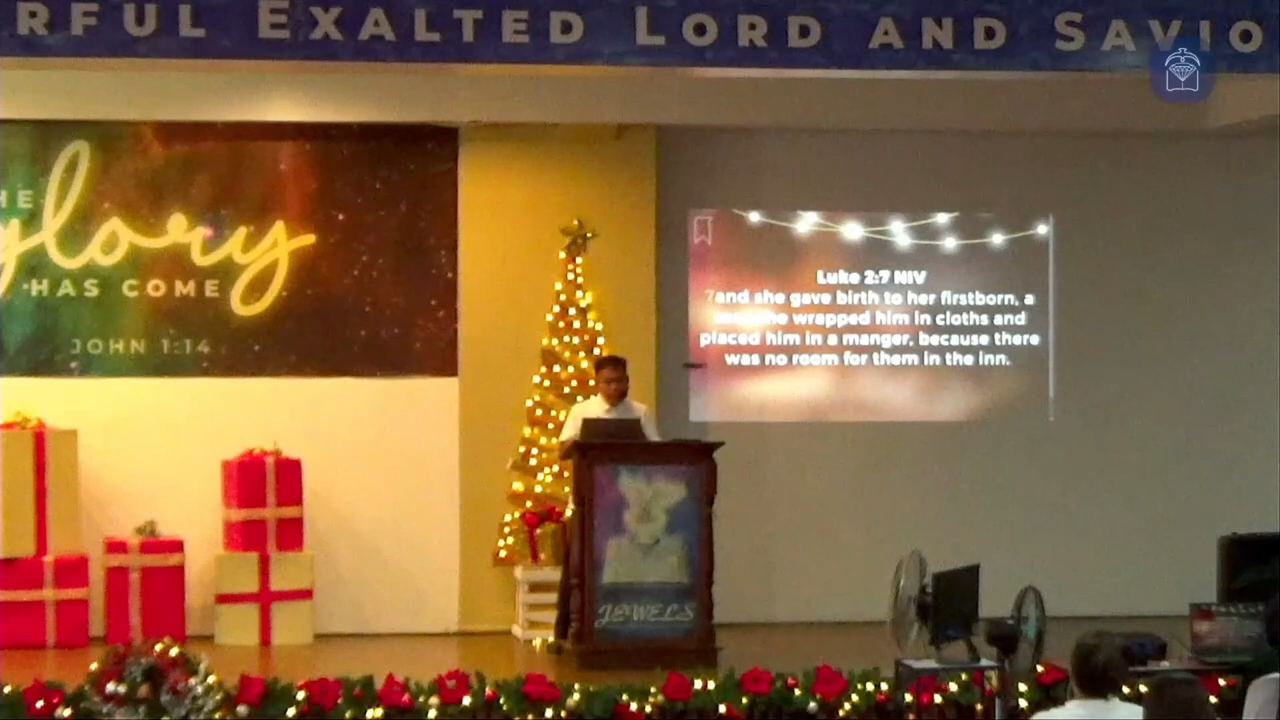 RFUL EXALTED LORD AND SAVIO
HE
glory
HAS COME
JOHN 1:14
Luke 2:7 NIV
7and she gave birth to her firstborn, a
he wrapped him in cloths and
placed him in a manger, because there
was no room for them in the inn.
JEWELS